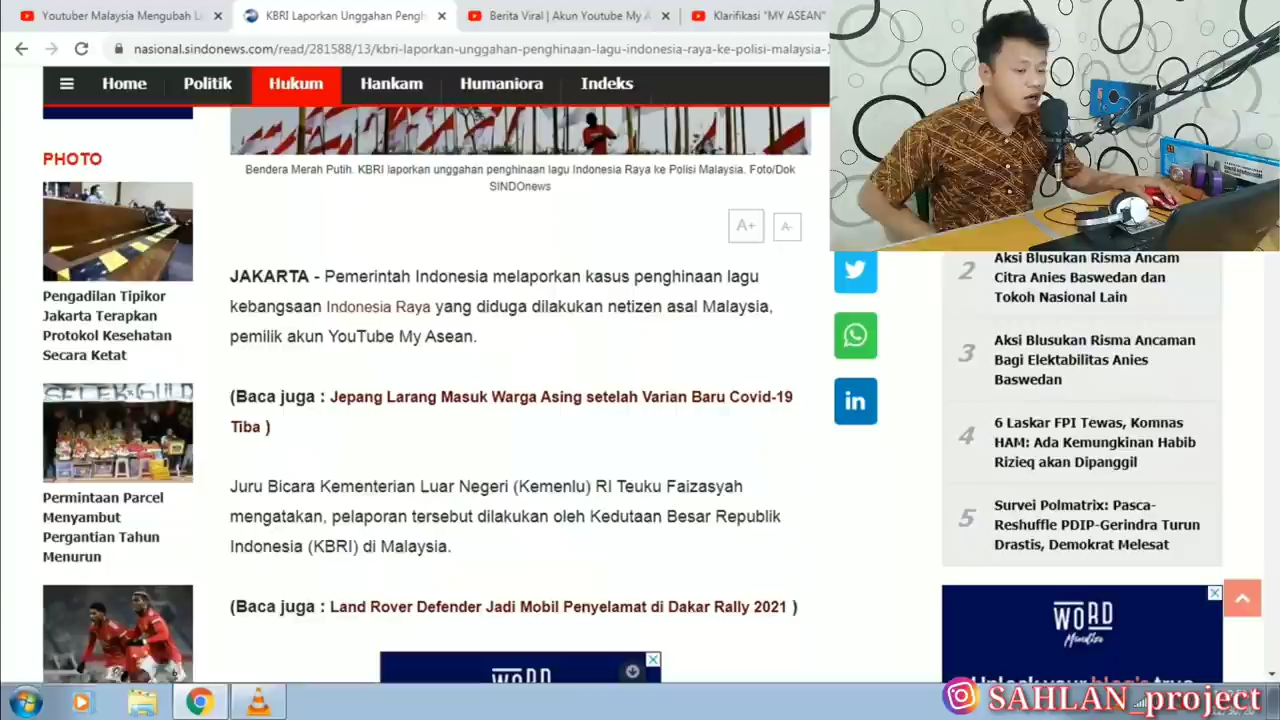 Youtuber Malaysia Mengubah L
KBRI Laporkan Unggahan Pengh
Berita Viral | Akun Youtube My A
Klarifikasi "MY ASEAN"
nasional.sindonews.com/read/281588/13/kbri-laporkan-unggahan-penghinaan-lagu-indonesia-raya-ke-polisi-malaysia-1
Home Politik Hukum Hankam Humaniora Indeks
PHOTO
Pengadilan Tipikor
Jakarta Terapkan
Protokol Kesehatan
Secara Ketat
Permintaan Parcel
Menyambut
Pergantian Tahun
Menurun
Bendera Merah Putih. KBRI laporkan unggahan penghinaan lagu Indonesia Raya ke Polisi Malaysia. Foto/Dok
SINDOnews
A+ A-
JAKARTA - Pemerintah Indonesia melaporkan kasus penghinaan lagu
kebangsaan Indonesia Raya yang diduga dilakukan netizen asal Malaysia,
pemilik akun YouTube My Asean.
(Baca juga : Jepang Larang Masuk Warga Asing setelah Varian Baru Covid-19
Tiba )
Juru Bicara Kementerian Luar Negeri (Kemenlu) RI Teuku Faizasyah
mengatakan, pelaporan tersebut dilakukan oleh Kedutaan Besar Republik
Indonesia (KBRI) di Malaysia.
(Baca juga : Land Rover Defender Jadi Mobil Penyelamat di Dakar Rally 2021 )
WORD
in
2
Aksi Blusukan Risma Ancam
Citra Anies Baswedan dan
Tokoh Nasional Lain
3
Aksi Blusukan Risma Ancaman
Bagi Elektabilitas Anies
Baswedan
4
6 Laskar FPI Tewas, Komnas
HAM: Ada Kemungkinan Habib
Rizieq akan Dipanggil
5
Survei Polmatrix: Pasca-
Reshuffle PDIP-Gerindra Turun
Drastis, Demokrat Melesat
WORD
Unlock your blog's true
SAHLAN_project